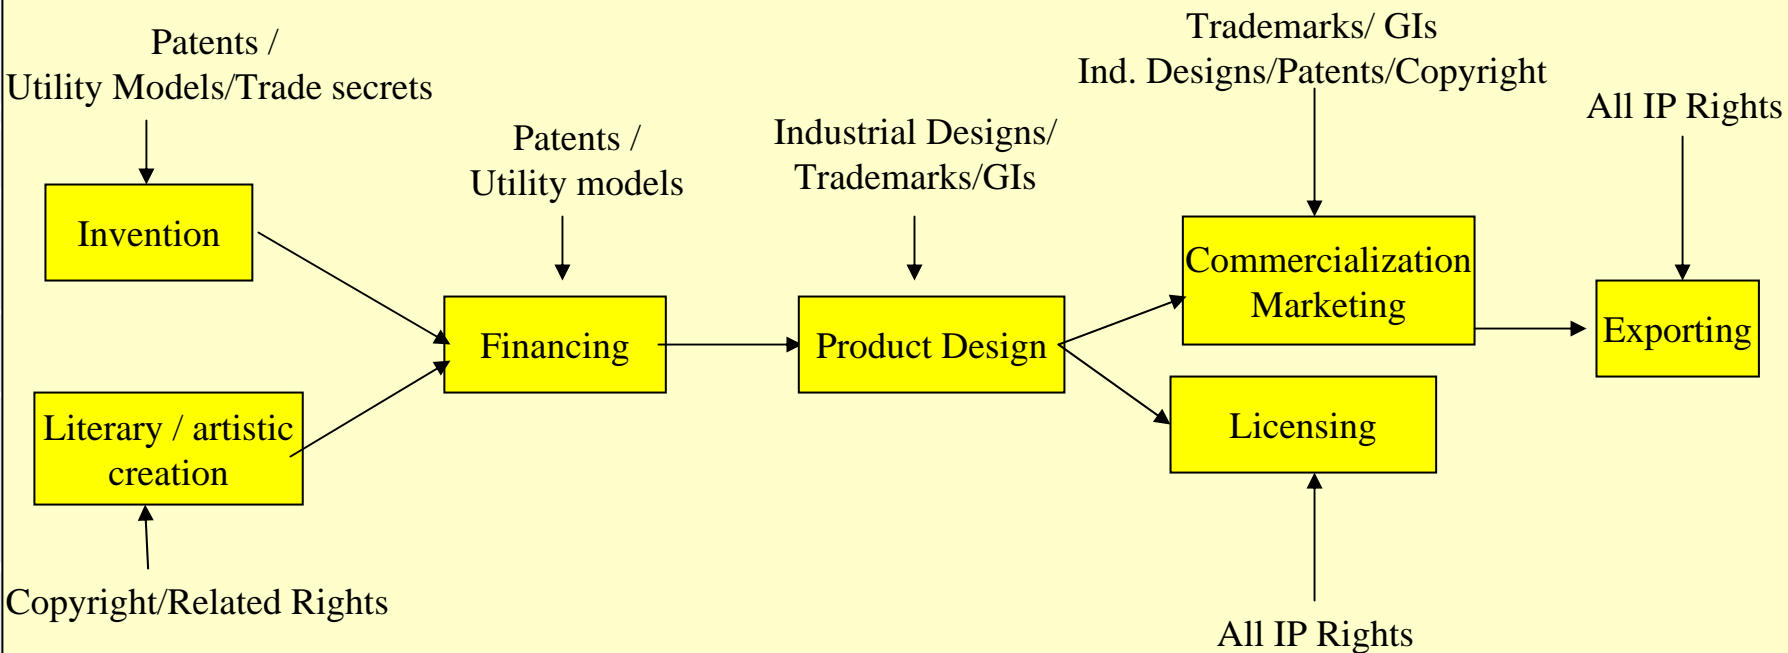 Patents /
Utility Models/Trade secrets
Patents /
Utility models
Industrial Designs/
Trademarks/GIs
Trademarks/ GIs
Ind. Designs/Patents/Copyright
All IP Rights
Invention
Literary / artistic
creation
Financing
Product Design
Commercialization
Marketing
Licensing
Exporting
Copyright/Related Rights
All IP Rights